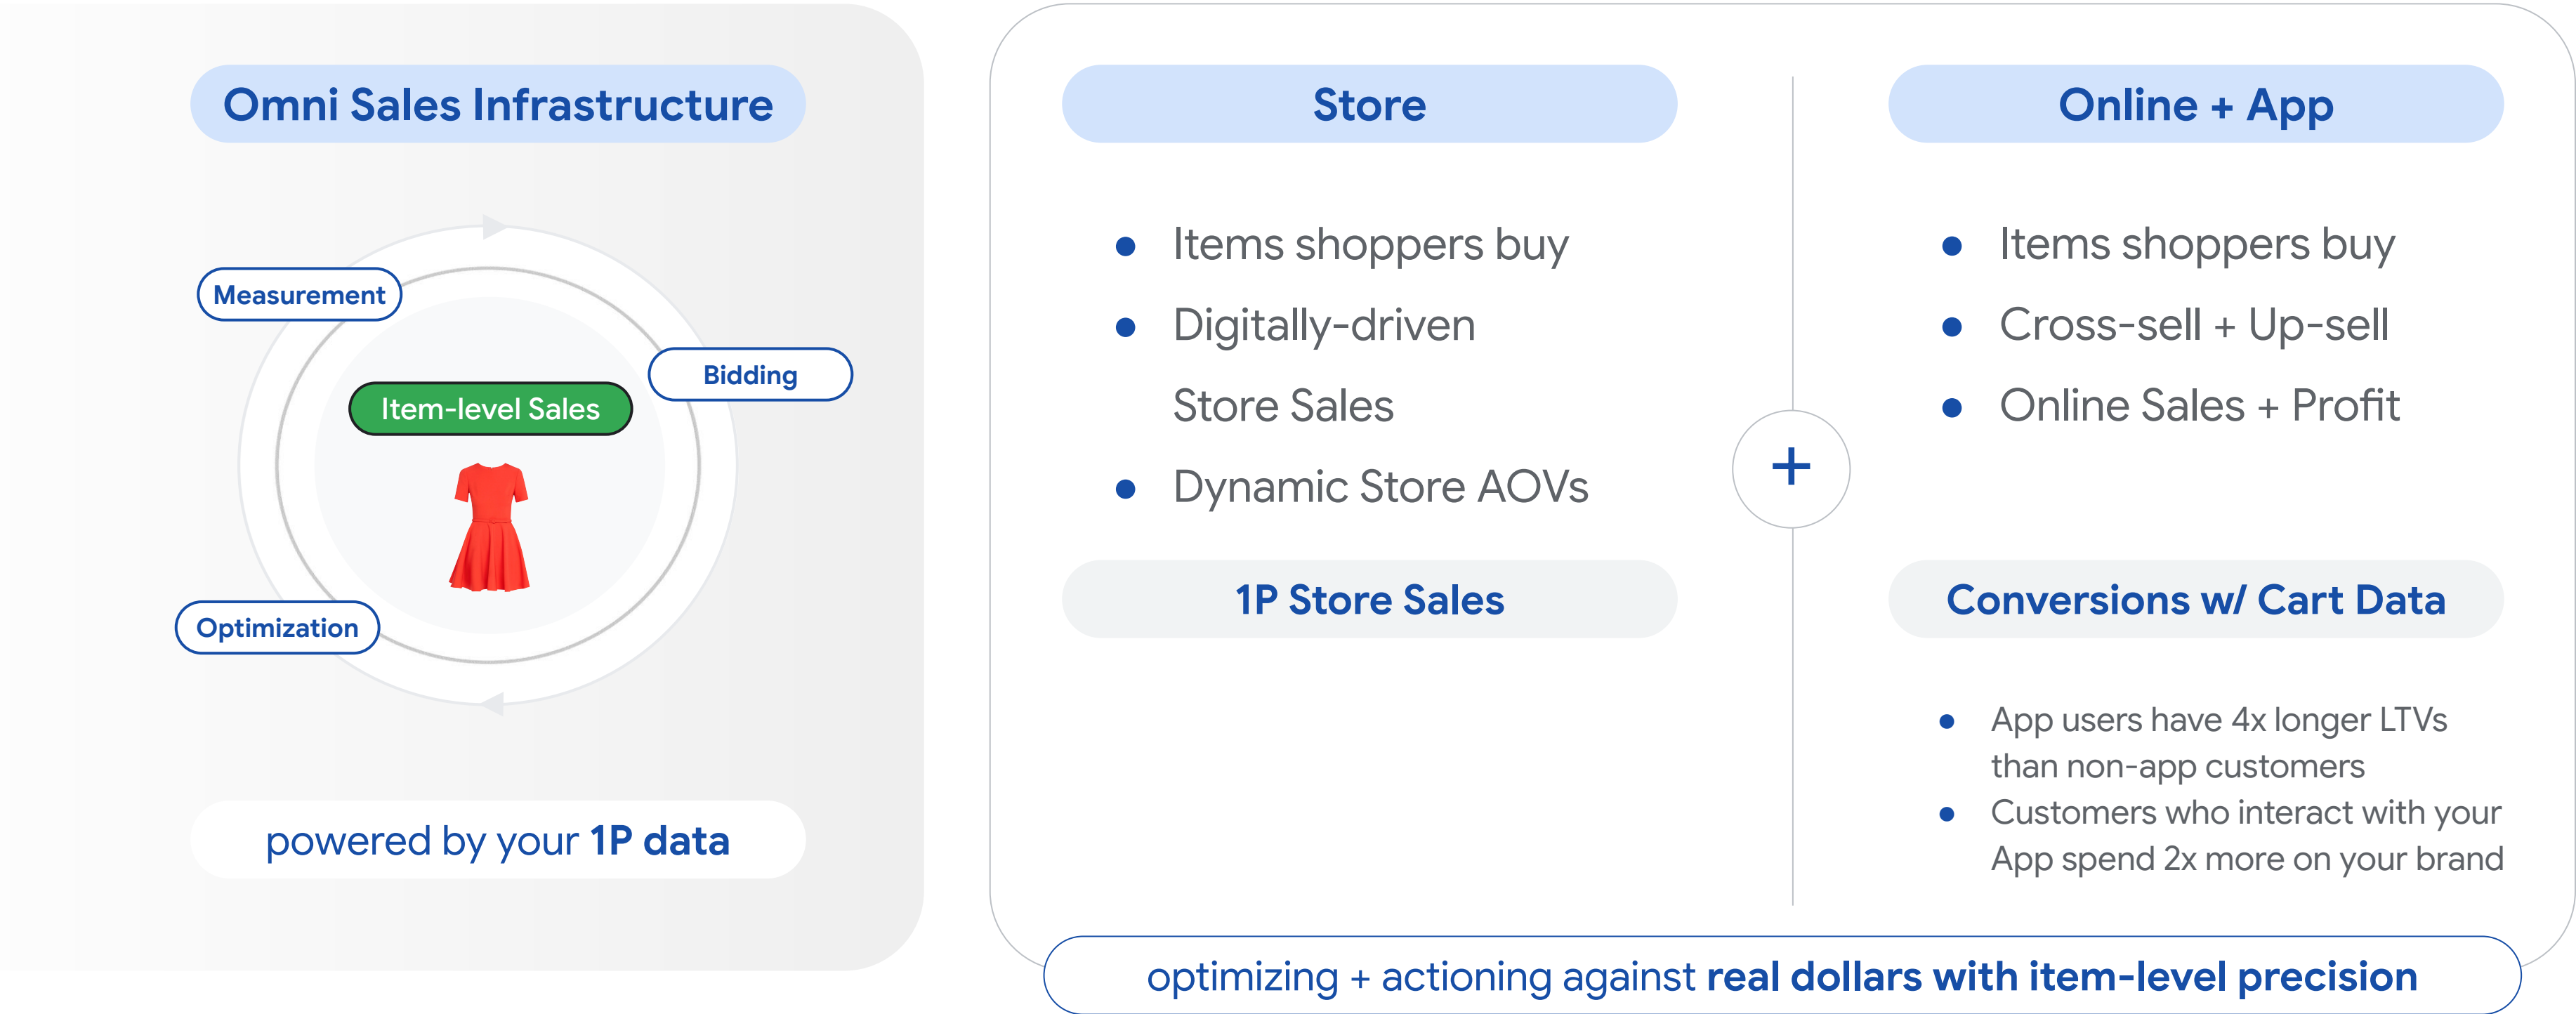 Omni Sales Infrastructure
Measurement
Bidding
Item-level Sales
Optimization
powered by your 1P data
Store
Items shoppers buy
Digitally-driven
Store Sales
Dynamic Store AOVs
1P Store Sales
+
Online + App
Items shoppers buy
Cross-sell + Up-sell
Online Sales + Profit
Conversions w/ Cart Data
App users have 4x longer LTVs
than non-app customers
Customers who interact with your
App spend 2x more on your brand
optimizing + actioning against real dollars with item-level precision